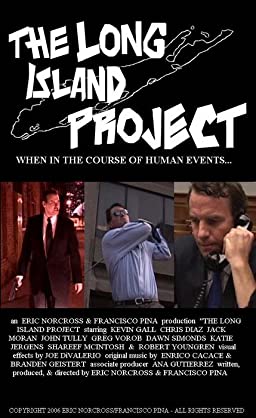 THE LONG
ISLAND
PROJECT
WHEN IN THE COURSE OF HUMAN EVENTS...
an ERIC NORCROSS & FRANCISCO PINA production "THE LONG
ISLAND PROJECT starring KEVIN GALL CHRIS DIAZ JACK
MORAN JOHN TULLY GREG VOROB DAWN SIMONDS KATIE
JERGENS SHAREEF MCINTOSH & ROBERT YOUNGREN visual
effects by JOE DiVALERIO original music by ENRICO CACACE &
BRANDEN GEISTERT associate producer ANA GUTIERREZ written,
produced, & directed by ERIC NORCROSS & FRANCISCO PINA
COPYRIGHT 2006 ERIC NORCROSS/FRANCISCO PINA - ALL RIGHTS RESERVED